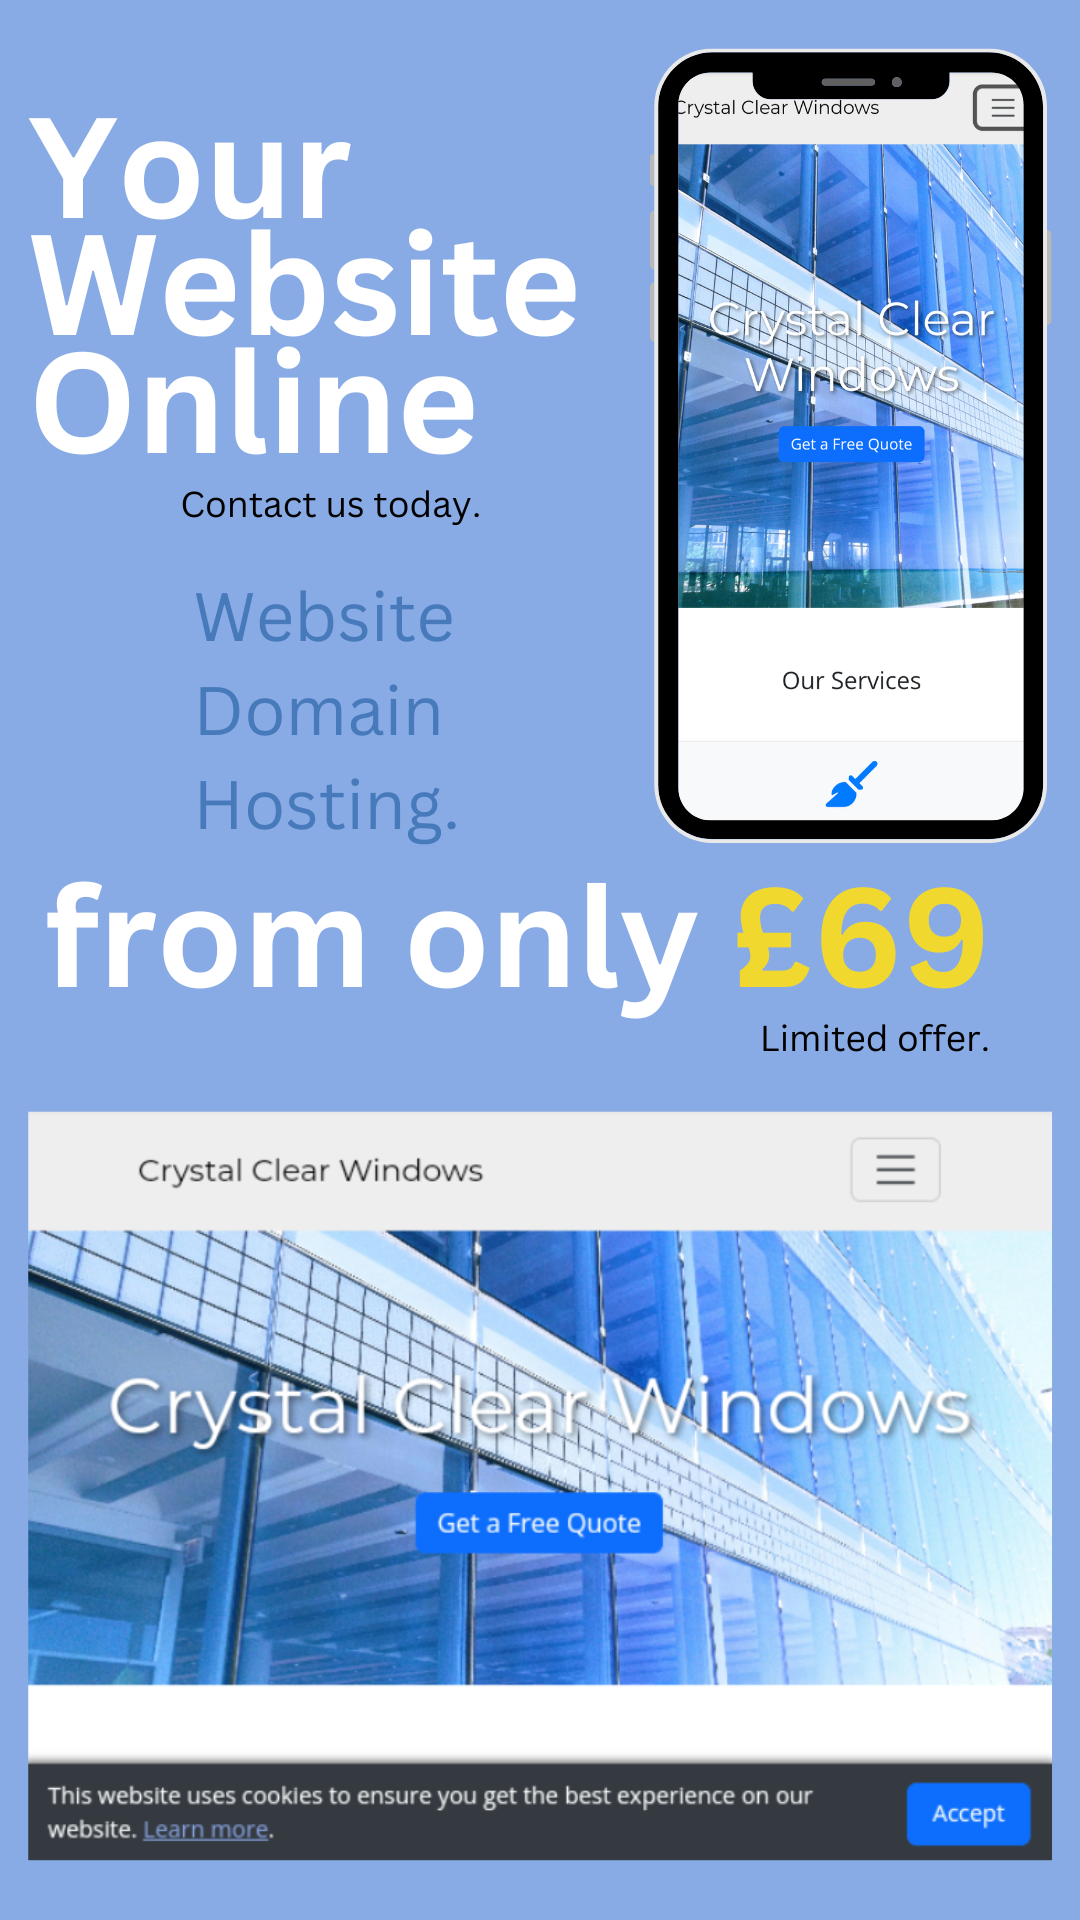 Your
Website
Online
Contact us today.
Website
Domain
Hosting.
Crystal Clear Windows
Crystal Clear
Windows
Get a Free Quote
Our Services
from only £69
Limited offer.
Crystal Clear Windows
Crystal Clear Windows
Get a Free Quote
This website uses cookies to ensure you get the best experience on our
website. Learn more.
Accept